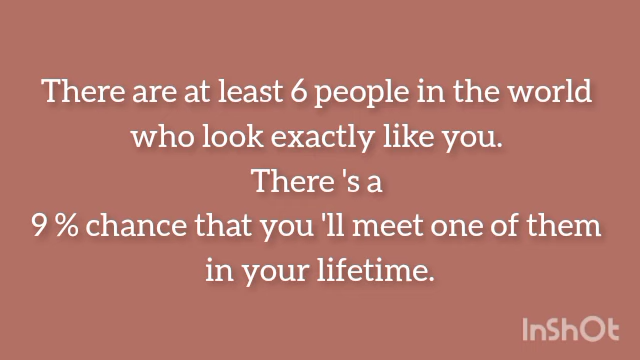 There are at least 6 people in the world
who look exactly like you.
There 's a
9 % chance that you 'll meet one of them
in your lifetime.
InShOt